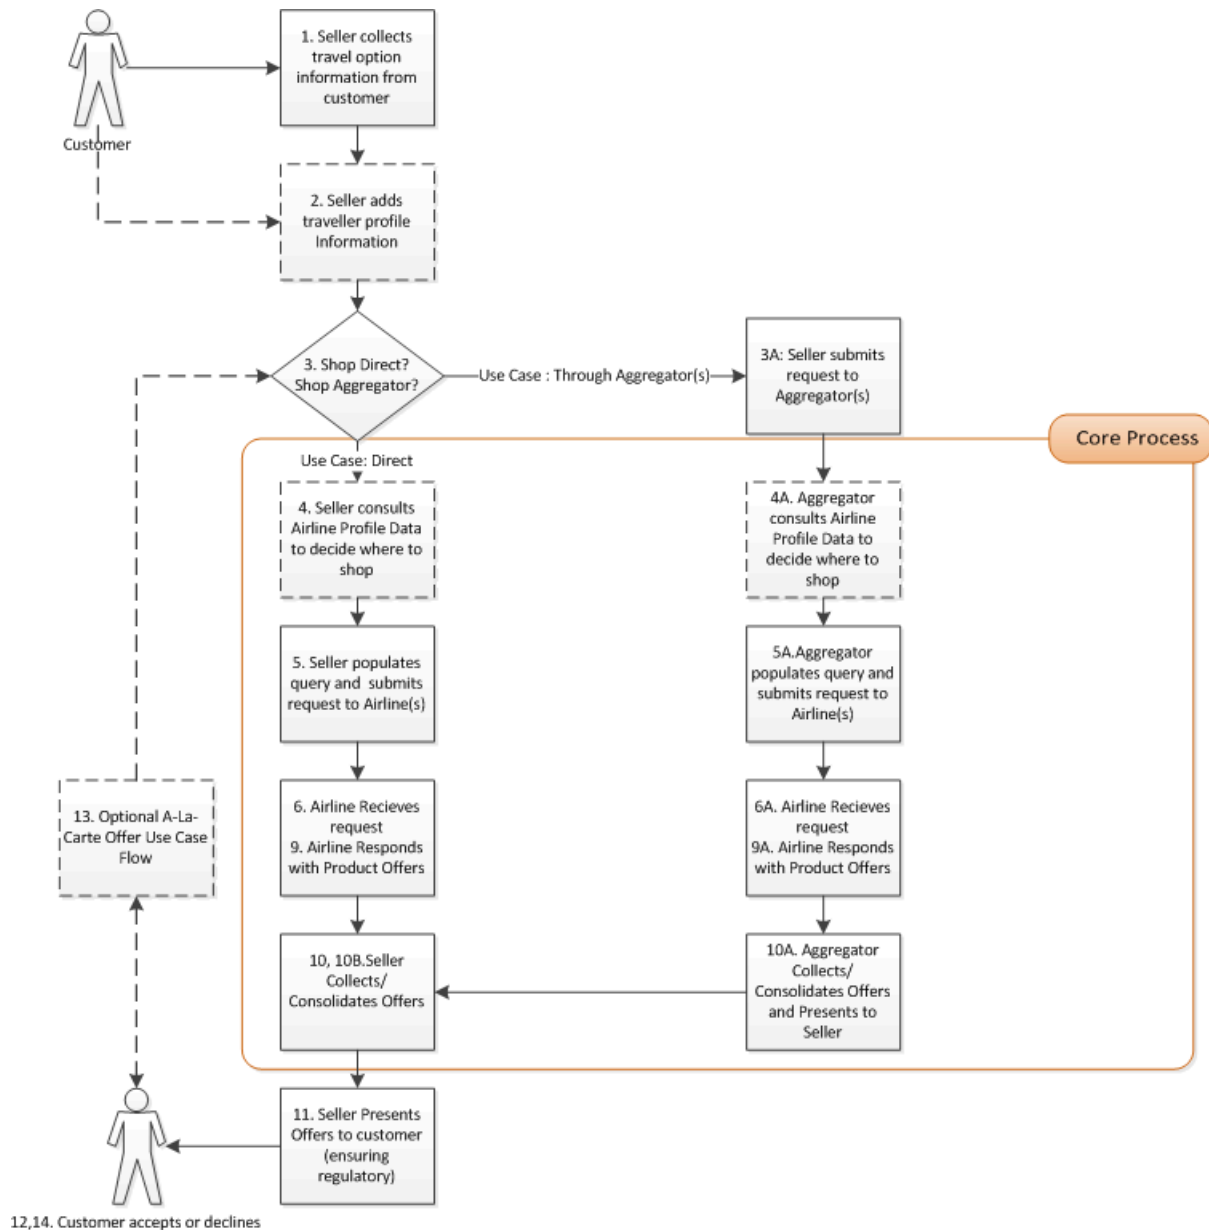 1. Seller collects
travel option
information from
customer
Customer
2. Seller adds
traveller profile
Information
3. Shop Direct?
Shop Aggregator?
Use Case : Through Aggregator(s)
3A: Seller submits
request to
Aggregator(s)
Core Process
Use Case: Direct
4. Seller consults
Airline Profile Data
to decide where to
shop
4A. Aggregator
consults Airline
Profile Data to
decide where to
shop
5. Seller populates
query and submits
request to Airline(s)
5A.Aggregator
populates query and
submits request to
Airline(s)
13. Optional A-La-
Carte Offer Use Case
Flow
6. Airline Recieves
request
9. Airline Responds
with Product Offers
6A. Airline Recieves
request
9A. Airline Responds
with Product Offers
10, 10B.Seller
Collects/
Consolidates Offers
10A. Aggregator
Collects/
Consolidates Offers
and Presents to
Seller
11. Seller Presents
Offers to customer
(ensuring
regulatory)
12,14. Customer accepts or declines